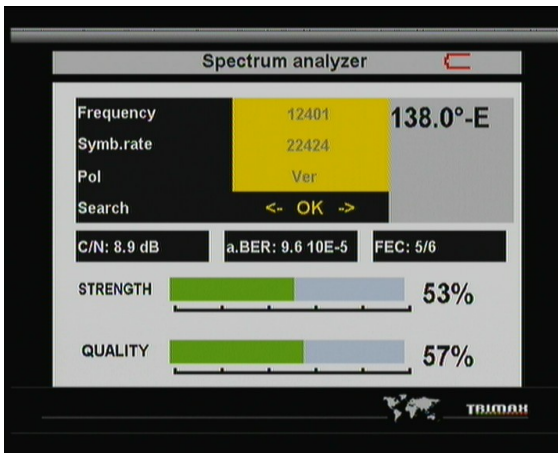 Spectrum analyzer
Frequency 12401 138.0°-E
Symb.rate 22424
Pol Ver
Search <- OK ->
C/N: 8.9 dB a.BER: 9.6 10E-5 FEC: 5/6
STRENGTH 53%
QUALITY 57%
TRIMAX